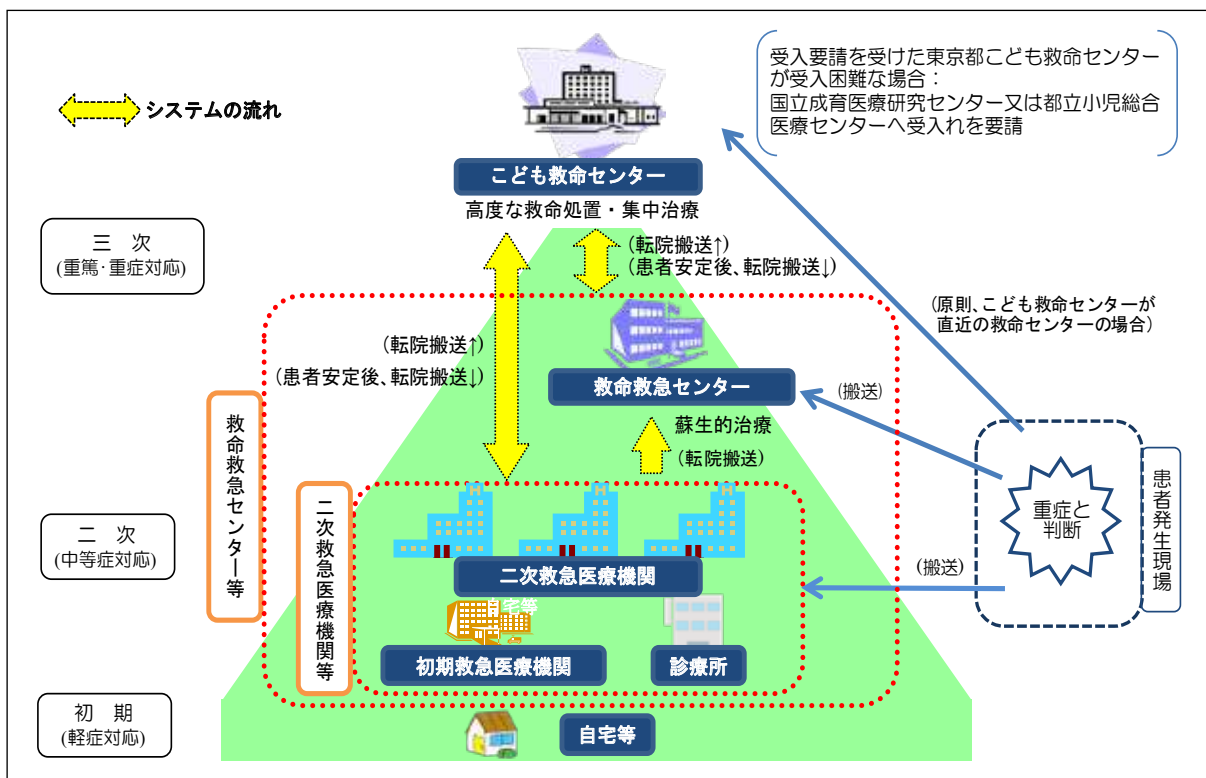 受入要請を受けた東京都こども救命センター
が受入困難な場合：
国立成育医療研究センター又は都立小児総合
医療センターへ受入れを要請
システムの流れ
こども救命センター
高度な救命処置・集中治療
三　次
(重篤・重症対応)
(転院搬送↑)
(患者安定後、転院搬送↓)
(原則、こども救命センターが
直近の救命センターの場合)
(転院搬送↑)
(患者安定後、転院搬送↓)
救命救急センター
(搬送)
蘇生的治療
(転院搬送)
救命救急センター等
二次救急医療機関等
二　次
(中等症対応)
H
H
H
二次救急医療機関
重症と
判断
患者発生現場
(搬送)
自宅等
初期救急医療機関
診療所
初　期
(軽症対応)
自宅等